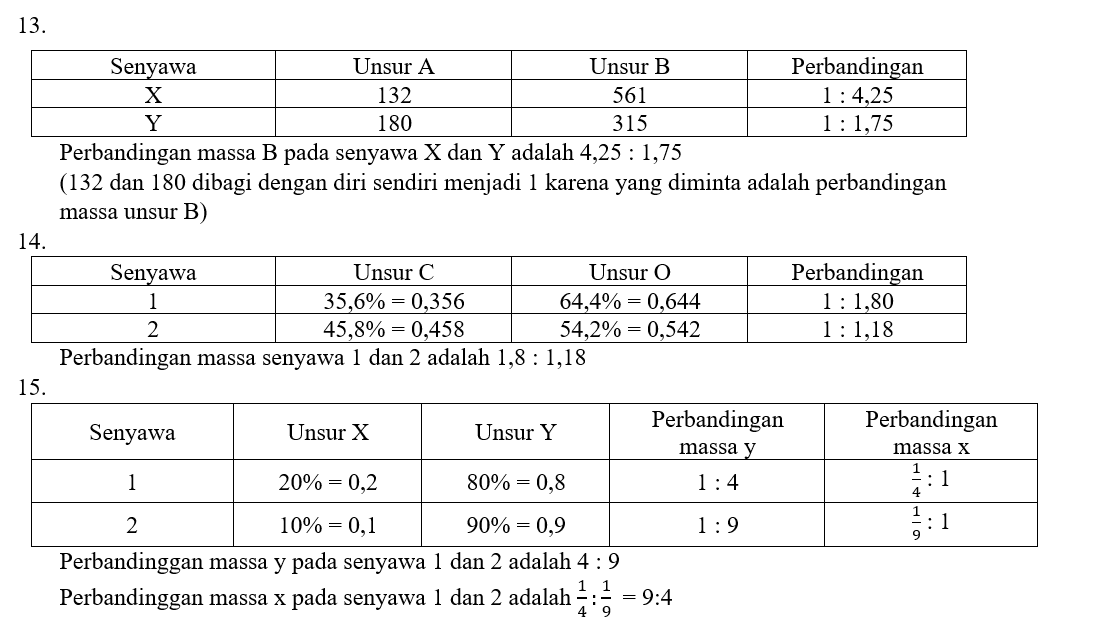 13.
Senyawa Unsur A Unsur B Perbandingan
X 132 561 1 : 4,25
Y 180 315 1 : 1,75
Perbandingan massa B pada senyawa X dan Y adalah 4,25 : 1,75
(132 dan 180 dibagi dengan diri sendiri menjadi 1 karena yang diminta adalah perbandingan
massa unsur B)
14.
Senyawa Unsur C Unsur O Perbandingan
1 35,6% = 0,356 64,4% = 0,644 1 : 1,80
2 45,8% = 0,458 54,2% = 0,542 1 : 1,18
Perbandingan massa senyawa 1 dan 2 adalah 1,8 : 1,18
15.
Senyawa Unsur X Unsur Y Perbandingan massa y Perbandingan massa x
1 20% = 0,2 80% = 0,8 1 : 4 1/4 : 1
2 10% = 0,1 90% = 0,9 1 : 9 1/9 : 1
Perbandinggan massa y pada senyawa 1 dan 2 adalah 4 : 9
Perbandinggan massa x pada senyawa 1 dan 2 adalah 1/4 : 1/9 = 9:4